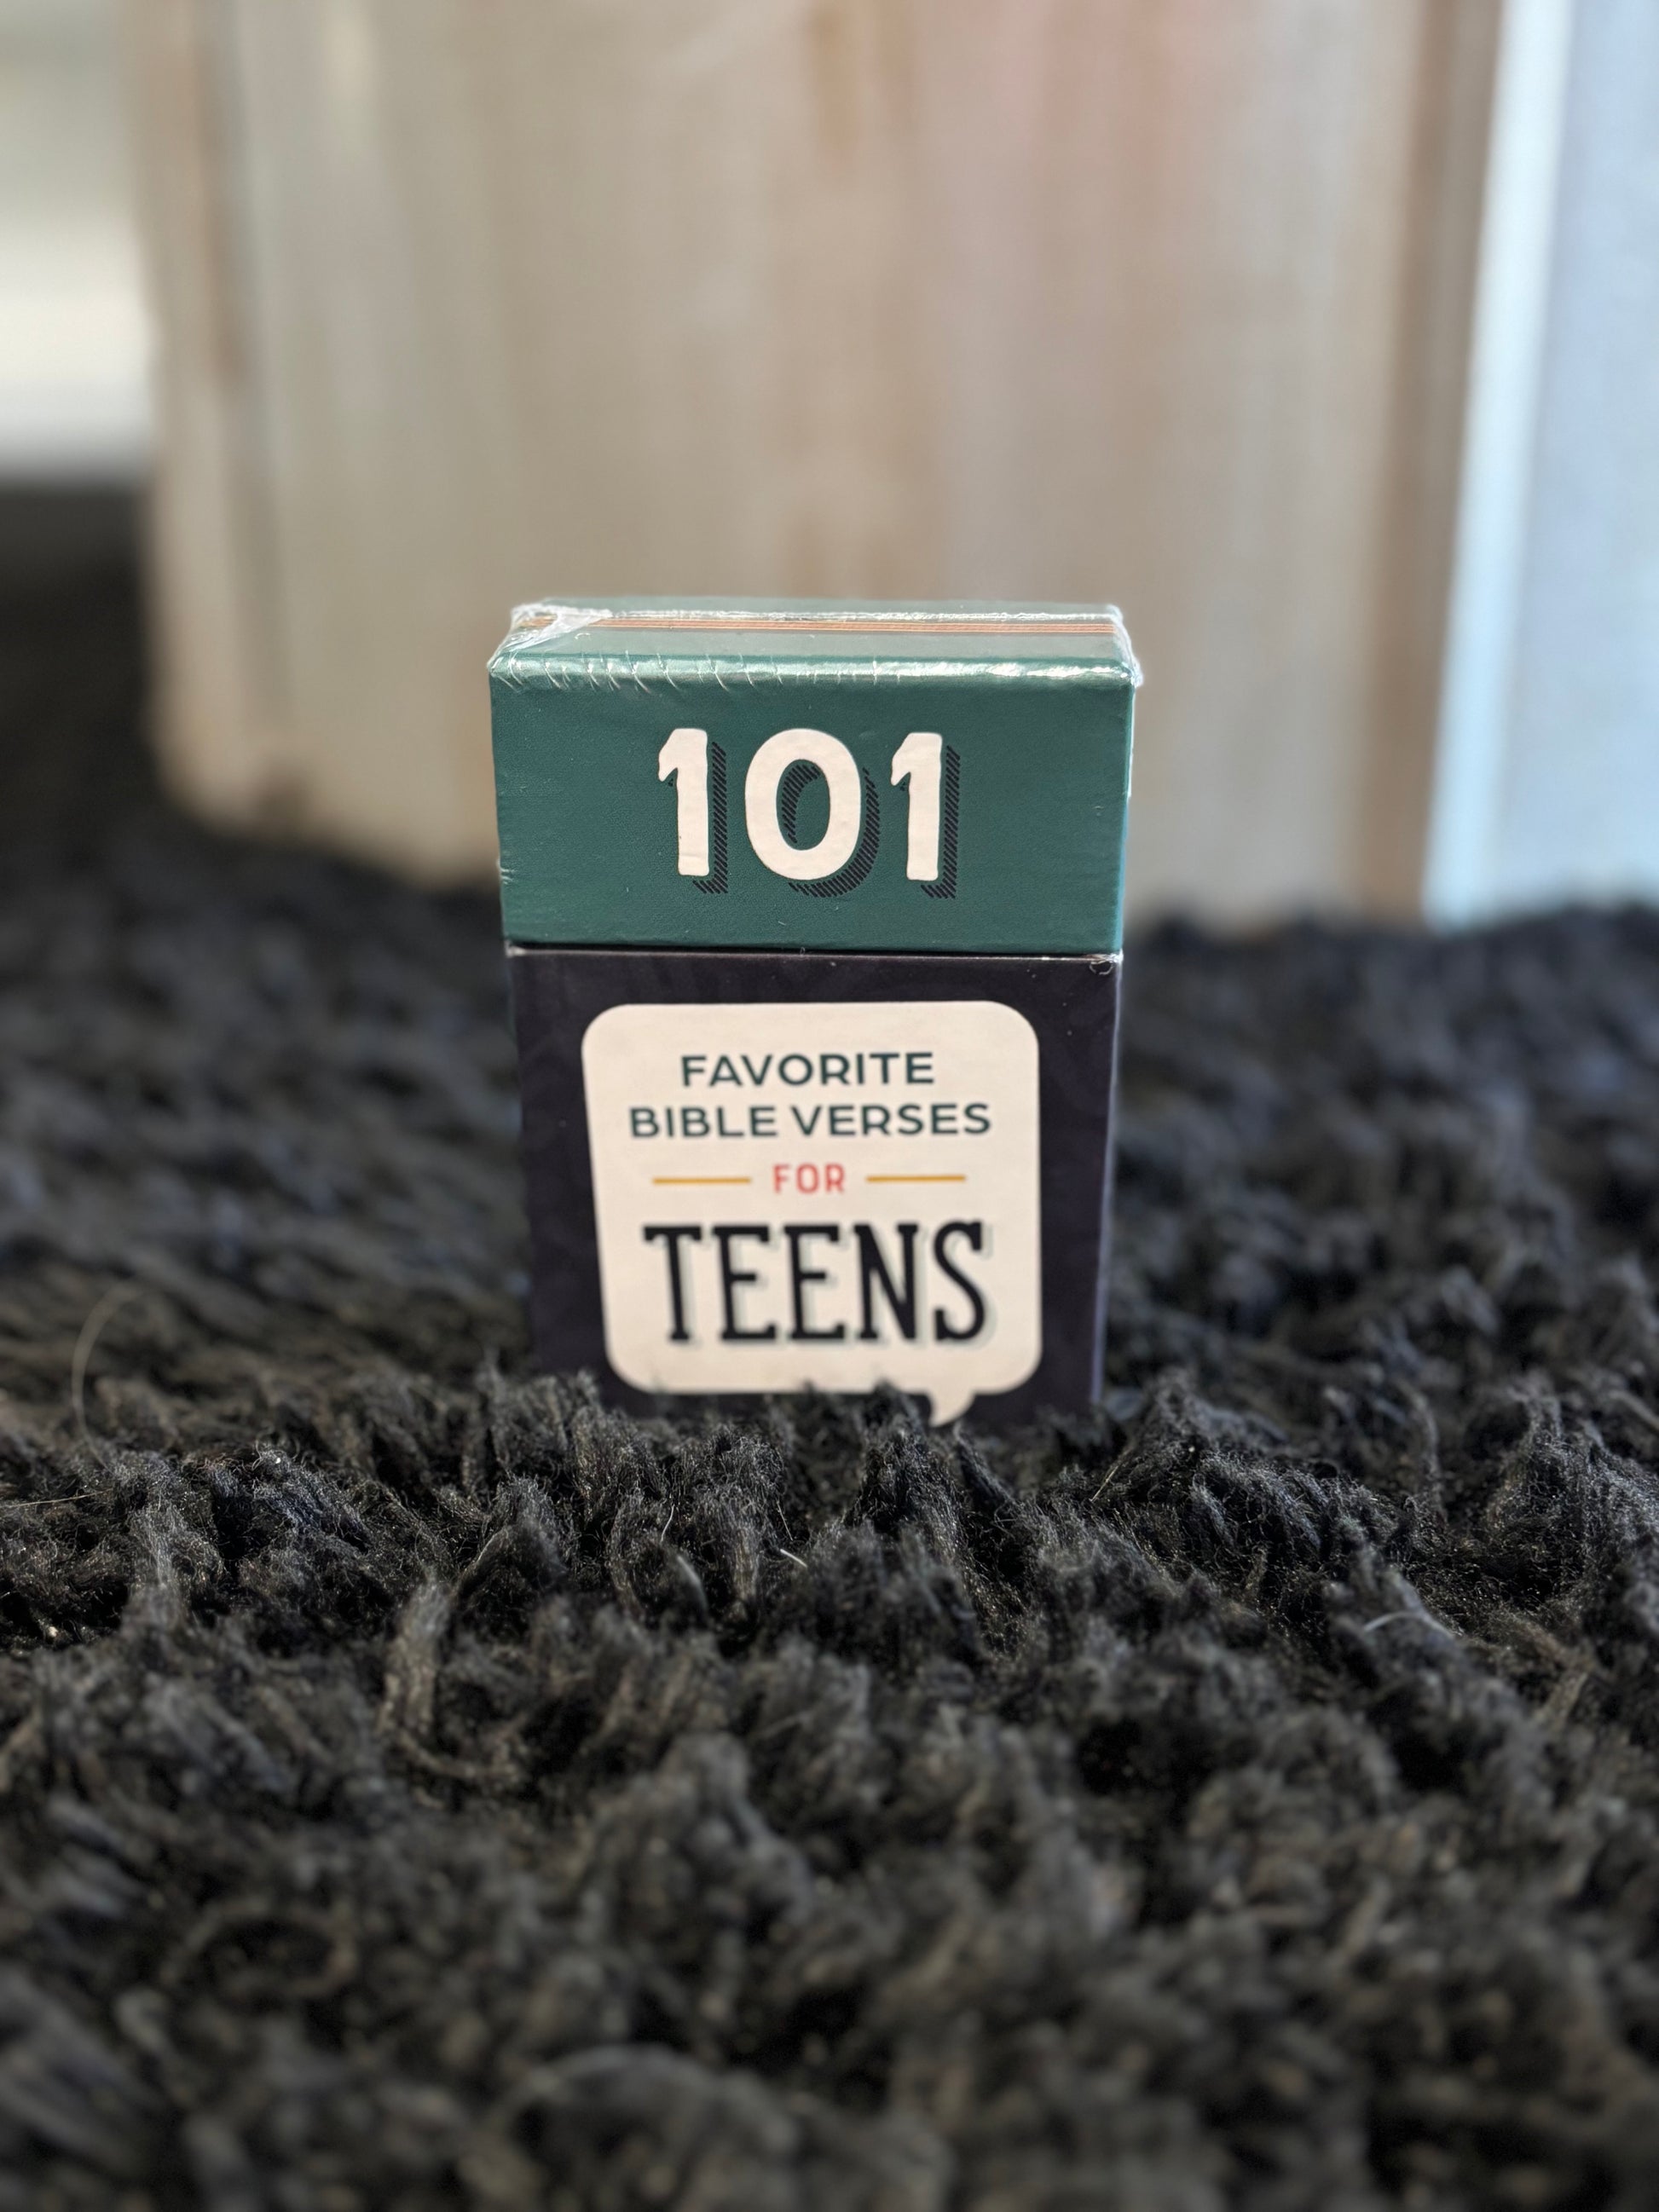 101
FAVORITE
BIBLE VERSES
FOR
TEENS